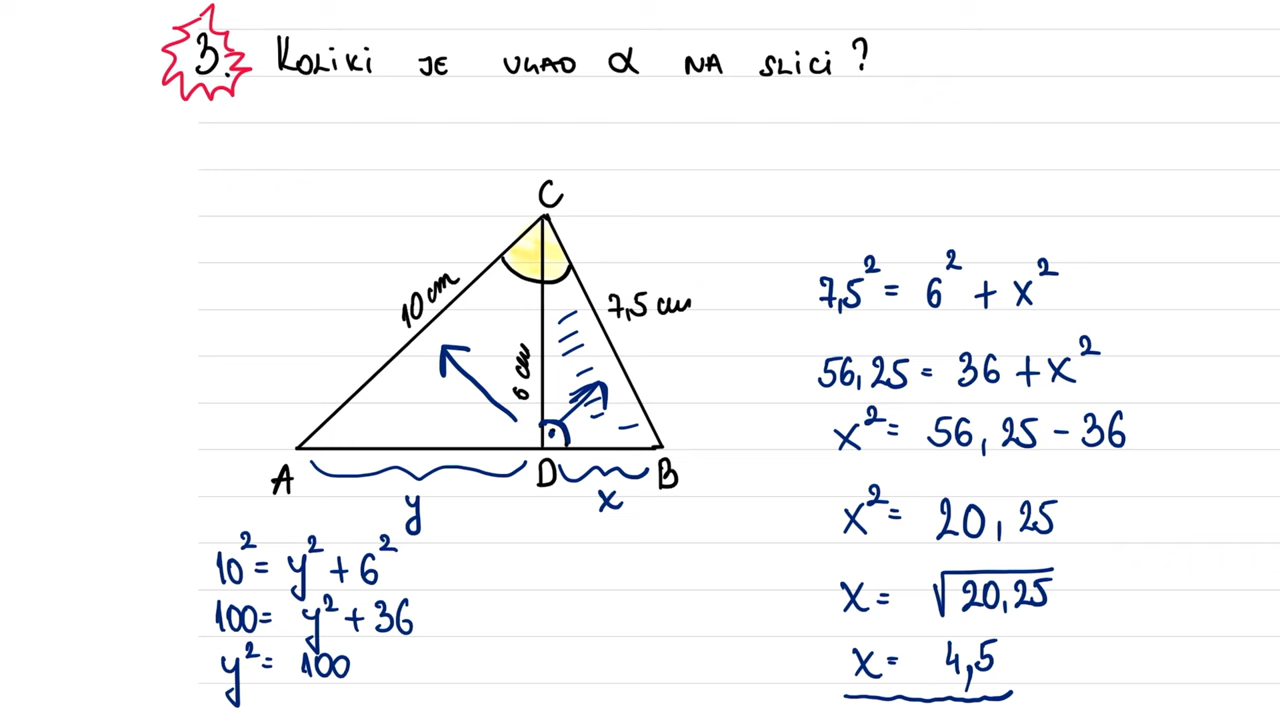 3. KOLIKI JE UGAO α NA SLICI?
C
10 cm
7,5 cm
6 cm
A
D
B
y
x
10² = y² + 6²
100 = y² + 36
y² = 100
7,5² = 6² + x²
56,25 = 36 + x²
x² = 56,25 - 36
x² = 20,25
x = √20,25
x = 4,5